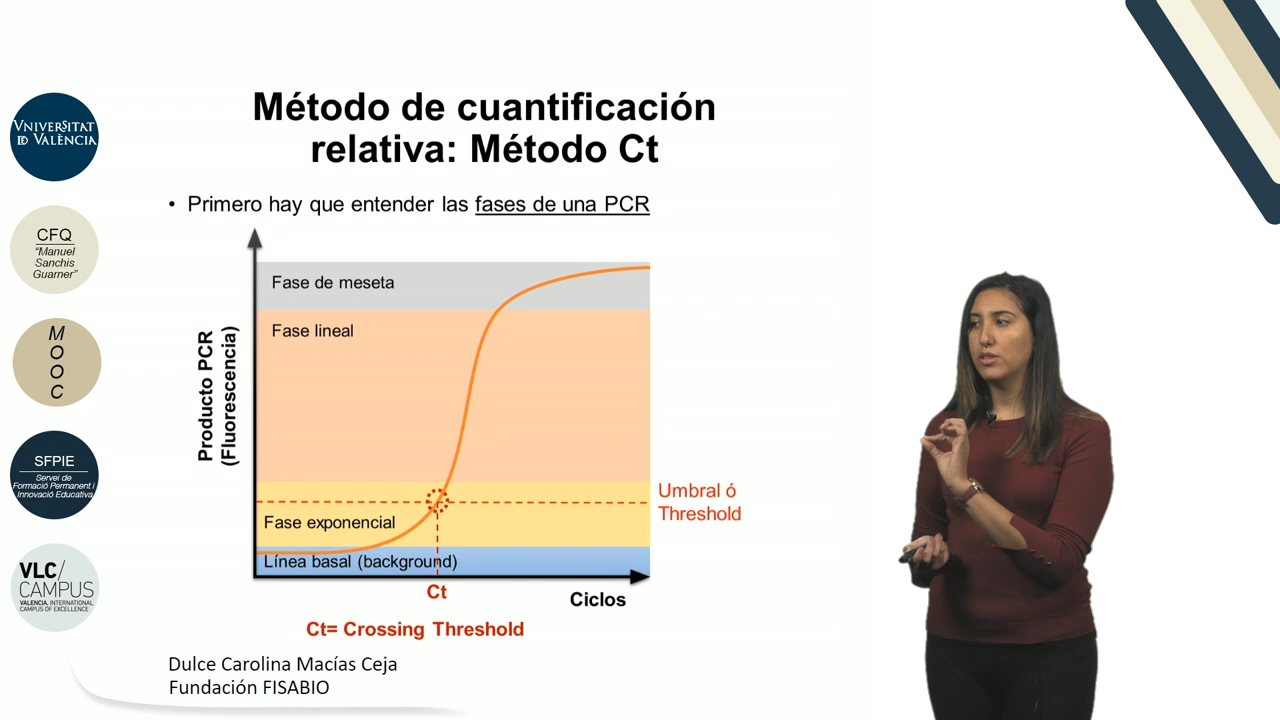 Método de cuantificación
relativa: Método Ct
• Primero hay que entender las fases de una PCR
VNIVERSITAT
ID VALÈNCIA
CFQ
"Manuel
Sanchis
Guarner"
M
O
O
C
SFPIE
Servei de
Formació Permanent i
Innovació Educativa
VLC/
CAMPUS
VALENCIA, INTERNATIONAL
CAMPUS OF EXCELLENCE
Producto PCR
(Fluorescencia)
Fase de meseta
Fase lineal
Fase exponencial
Línea basal (background)
Umbral ó
Threshold
Ct
Ciclos
Ct= Crossing Threshold
Dulce Carolina Macías Ceja
Fundación FISABIO